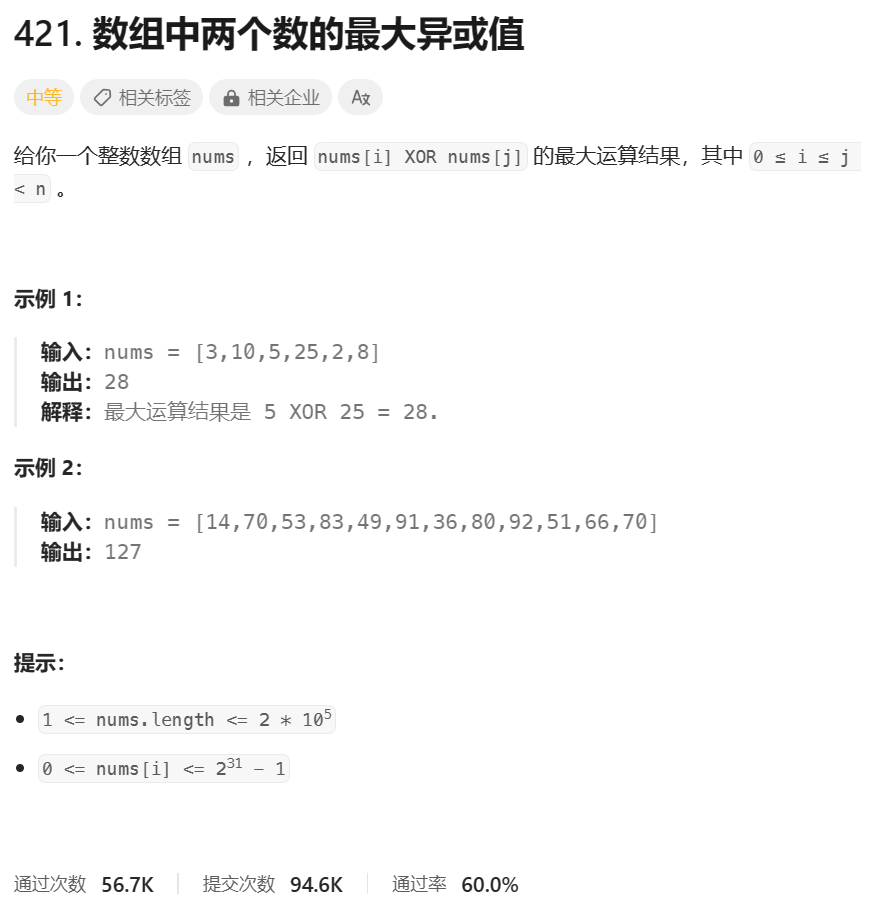 421. 数组中两个数的最大异或值
中等 相关标签 相关企业 A文
给你一个整数数组 nums ，返回 nums[i] XOR nums[j] 的最大运算结果，其中 0 ≤ i ≤ j
< n 。
示例 1：
输入：nums = [3,10,5,25,2,8]
输出：28
解释：最大运算结果是 5 XOR 25 = 28.
示例 2：
输入：nums = [14,70,53,83,49,91,36,80,92,51,66,70]
输出：127
提示：
• 1 <= nums.length <= 2 * 10⁵
• 0 <= nums[i] <= 2³¹ - 1
通过次数 56.7K 提交次数 94.6K 通过率 60.0%